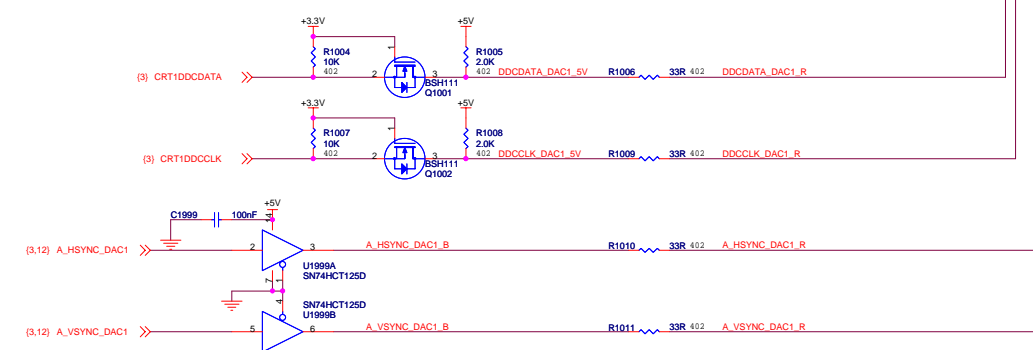 +3.3V
+5V
R1004
10K
402
1
R1005
2.0K
402
{3} CRT1DDCDATA
2
3
BSH111
Q1001
DDCDATA_DAC1_5V
R1006
33R 402
DDCDATA_DAC1_R
+3.3V
+5V
R1007
10K
402
1
R1008
2.0K
402
{3} CRT1DDCCLK
2
3
BSH111
Q1002
DDCCLK_DAC1_5V
R1009
33R 402
DDCCLK_DAC1_R
+5V
C1999
100nF
14
{3,12} A_HSYNC_DAC1
2
3
A_HSYNC_DAC1_B
R1010
33R 402
A_HSYNC_DAC1_R
U1999A
SN74HCT125D
7
1
4
SN74HCT125D
U1999B
{3,12} A_VSYNC_DAC1
5
6
A_VSYNC_DAC1_B
R1011
33R 402
A_VSYNC_DAC1_R